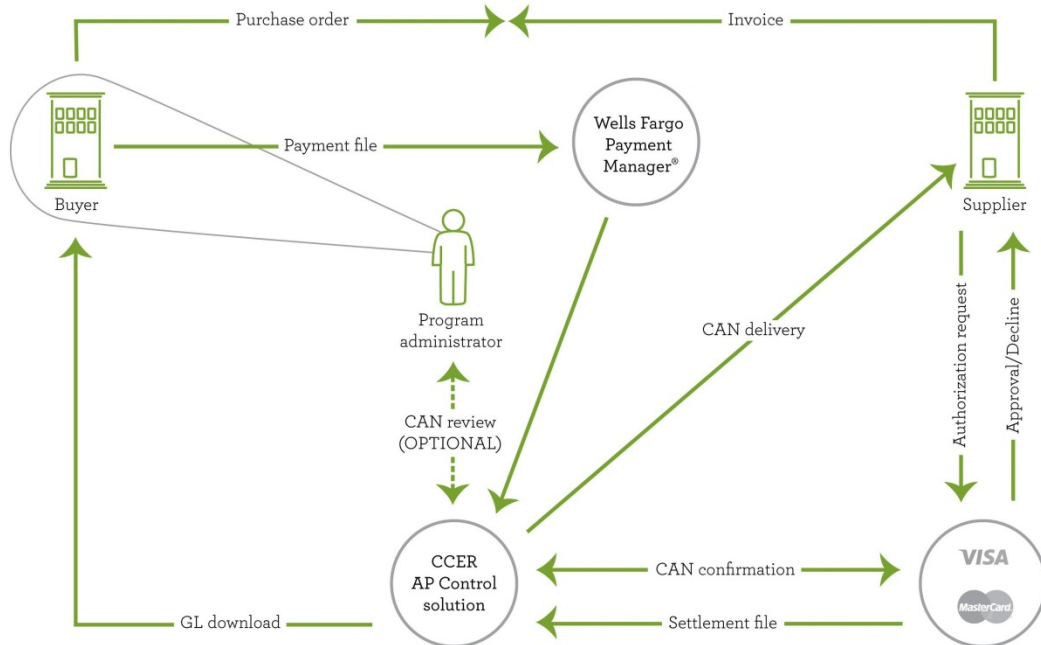 Purchase order
Invoice
Wells Fargo
Payment
Manager®
Payment file
Buyer
Supplier
Program
administrator
CAN delivery
Authorization request
Approval/Decline
CAN review
(OPTIONAL)
CCER
AP Control
solution
CAN confirmation
VISA
MasterCard
GL download
Settlement file